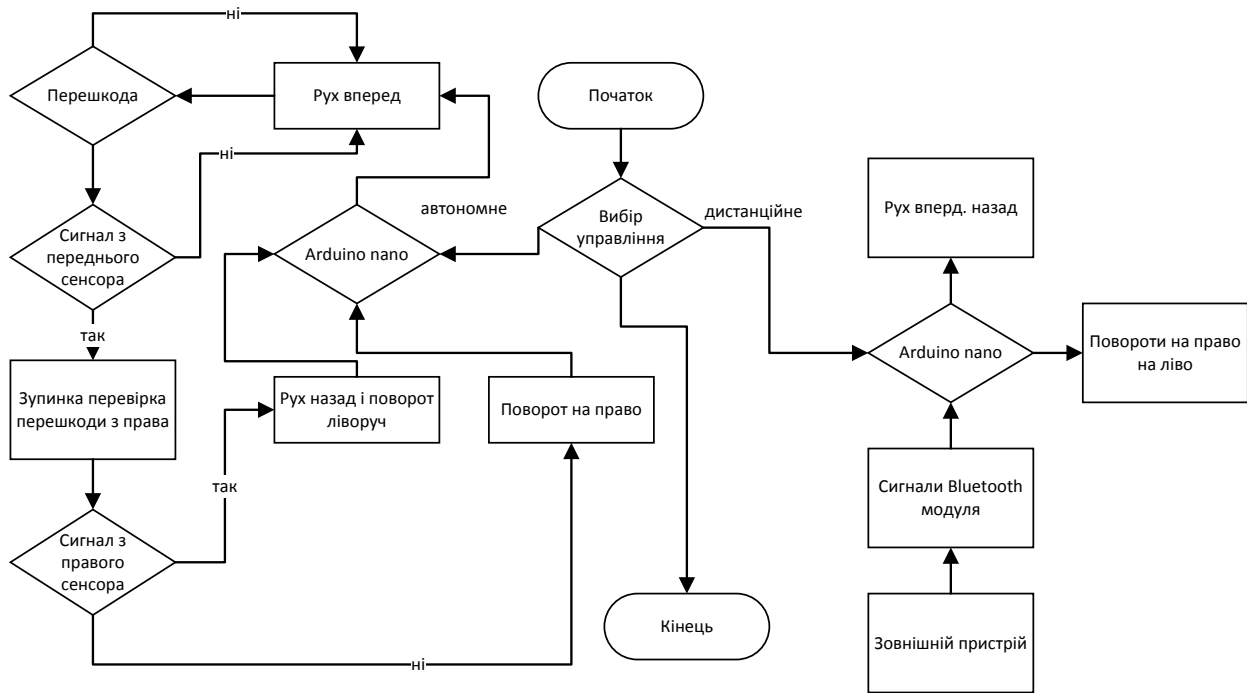 ні
Перешкода
Рух вперед
Початок
ні
Рух вперд. назад
автономне
дистанційне
Сигнал з
переднього
сенсора
Arduino nano
Вибір
управління
так
Arduino nano
Повороти на право
на ліво
Зупинка перевірка
перешкоди з права
Рух назад і поворот
ліворуч
Поворот на право
так
Сигнали Bluetooth
модуля
Сигнал з
правого
сенсора
Кінець
Зовнішній пристрій
ні